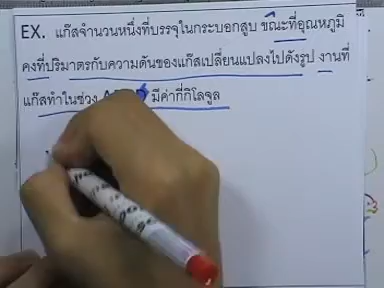 EX. แก๊สจำนวนหนึ่งที่บรรจุในกระบอกสูบ ขณะที่อุณหภูมิ
คงที่ปริมาตรกับความดันของแก๊สเปลี่ยนแปลงไปดังรูป งานที่
แก๊สทำในช่วง มีค่ากี่กิโลจูล